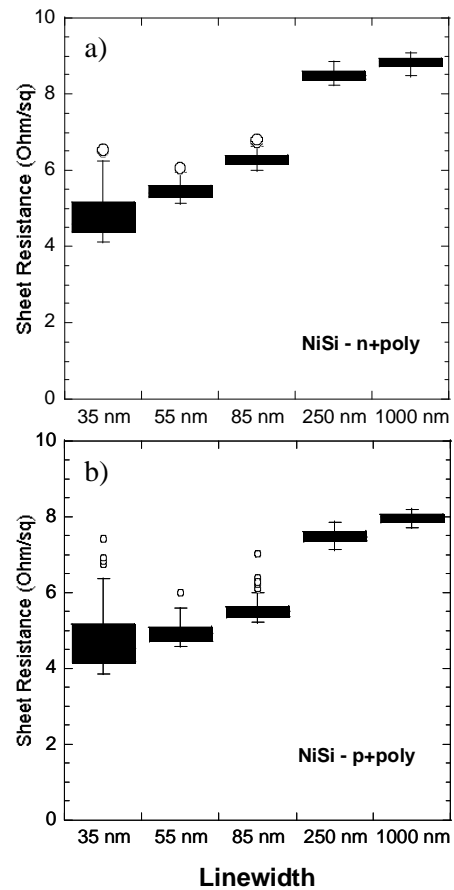 10
a)
8
6
4
2
0
Sheet Resistance (Ohm/sq)
NiSi - n+poly
35 nm 55 nm 85 nm 250 nm 1000 nm
10
b)
8
6
4
2
0
Sheet Resistance (Ohm/sq)
NiSi - p+poly
35 nm 55 nm 85 nm 250 nm 1000 nm
Linewidth